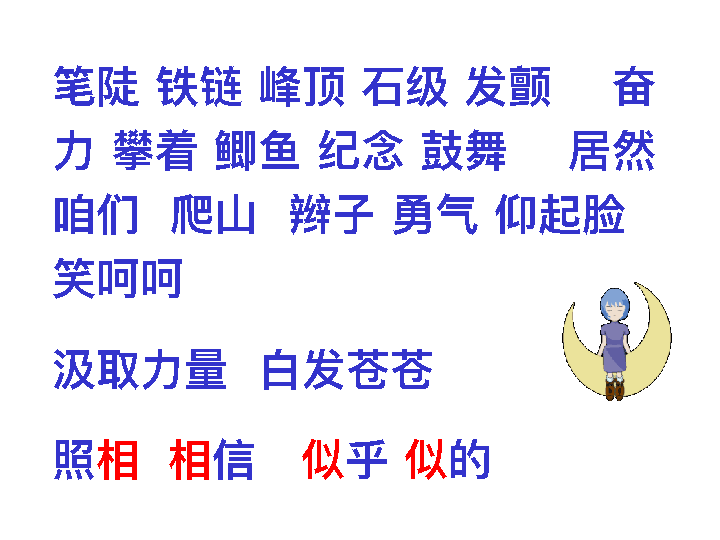 笔陡 铁链 峰顶 石级 发颤 奋
力 攀着 鲫鱼 纪念 鼓舞 居然
咱们 爬山 辫子 勇气 仰起脸
笑呵呵
汲取力量 白发苍苍
照相 相信 似乎 似的